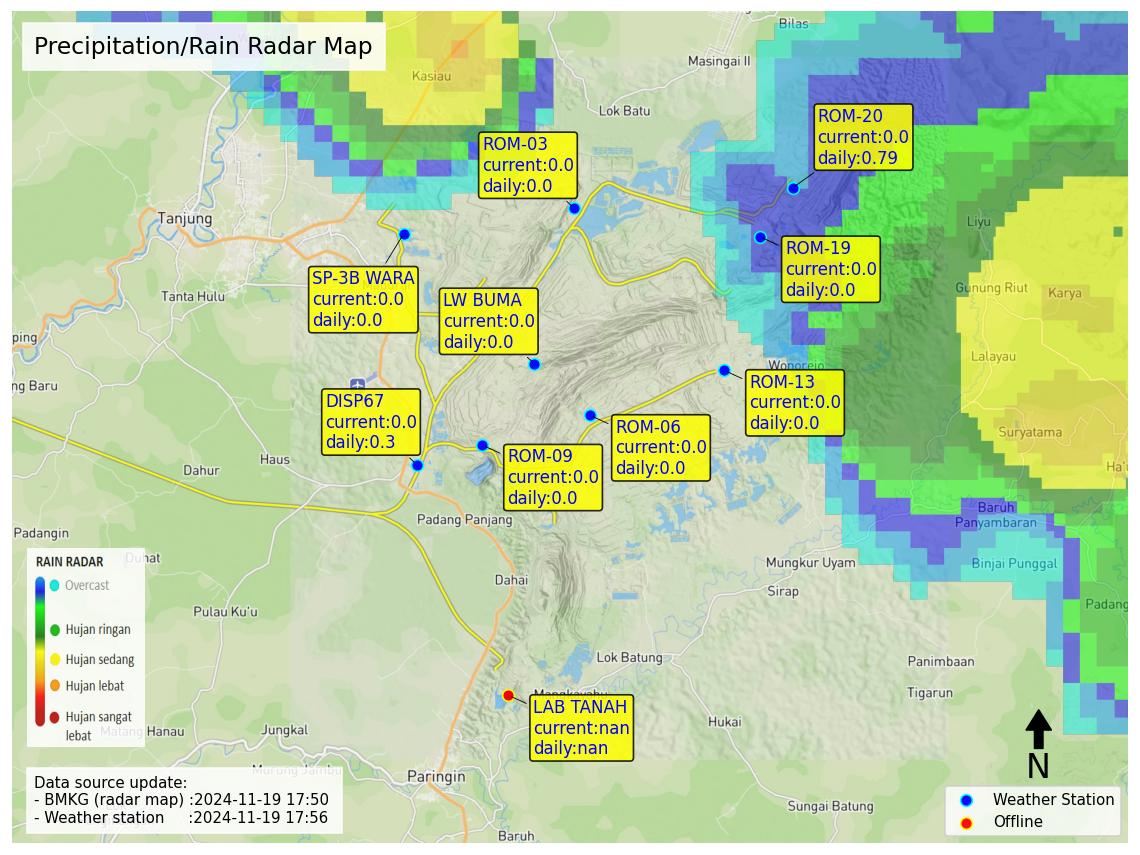 Precipitation/Rain Radar Map
Bilas
Masingai II
Kasiau
Lok Batu
ROM-20
current:0.0
daily:0.79
ROM-03
current:0.0
daily:0.0
Tanjung
Liyu
ROM-19
current:0.0
daily:0.0
SP-3B WARA
current:0.0
daily:0.0
Tanta Hulu
LW BUMA
current:0.0
daily:0.0
Gunung Riut
Karya
ping
Lalayau
Wonorejo
ng Baru
ROM-13
current:0.0
daily:0.0
DISP67
current:0.0
daily:0.3
ROM-06
current:0.0
daily:0.0
Suryatama
Haus
Dahur
ROM-09
current:0.0
daily:0.0
Ha'u
Padang Panjang
Baruh
Panyambaran
Padangin
Duhat
Mungkur Uyam
Binjai Punggal
RAIN RADAR
Overcast
Hujan ringan
Hujan sedang
Hujan lebat
Hujan sangat
lebat
Dahai
Sirap
Pulau Ku'u
Padang
Lok Batung
Panimbaan
Tigarun
LAB TANAH
current:nan
daily:nan
Hukai
Manau
Jungkal
Paringin
Data source update:
- BMKG (radar map) :2024-11-19 17:50
- Weather station :2024-11-19 17:56
N
Sungai Batung
Weather Station
Offline
Baruh